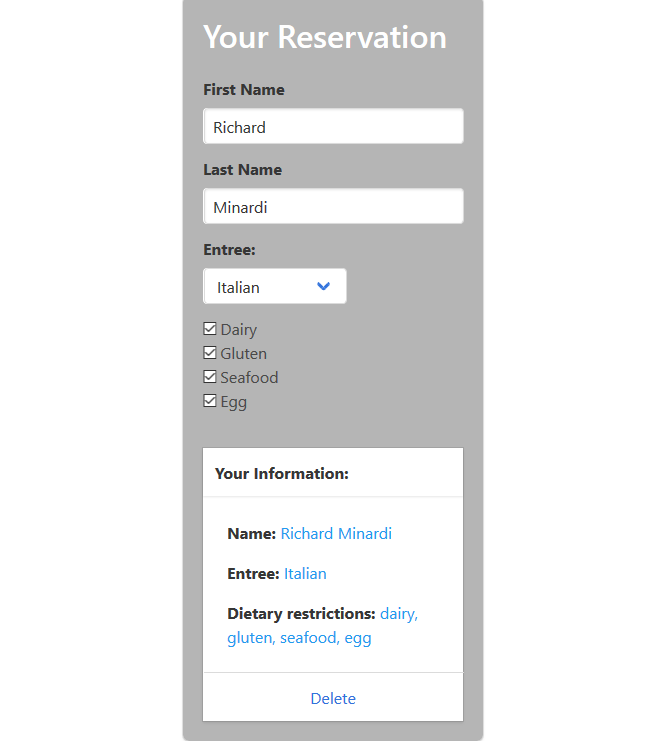 Your Reservation
First Name
Richard
Last Name
Minardi
Entree:
Italian
Dairy
Gluten
Seafood
Egg
Your Information:
Name: Richard Minardi
Entree: Italian
Dietary restrictions: dairy,
gluten, seafood, egg
Delete